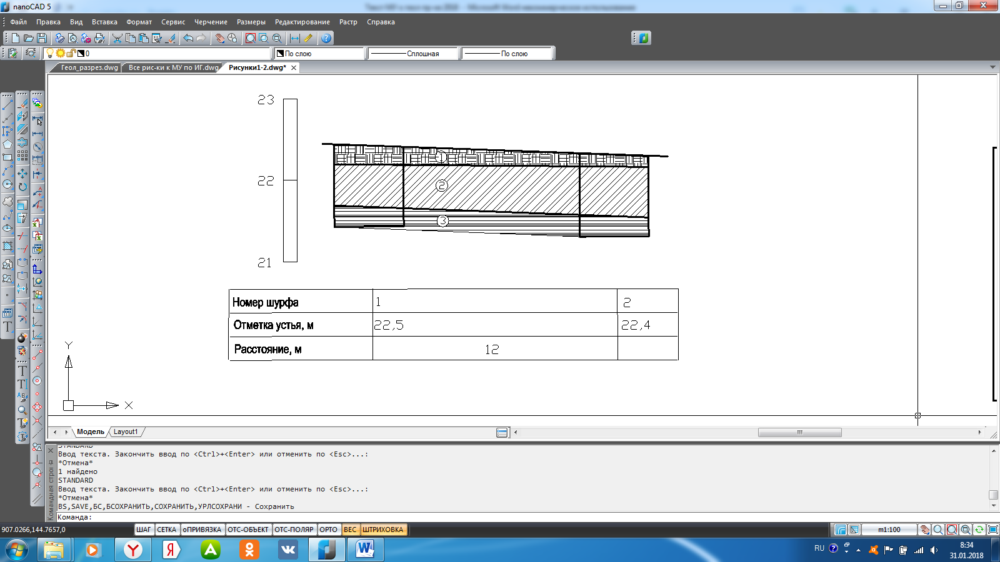 nanoCAD 5
Файл Правка Вид Вставка Формат Сервис Черчение Размеры Редактирование Растр Справка
0 По слою Сплошная По слою
Геол_разрез.dwg Все рис-ки к МУ по ИГ.dwg Рисунки1-2.dwg*
23
1
22
2
3
21
Номер шурфа 1 2
Отметка устья, м 22,5 22,4
Расстояние, м 12
Y
X
Модель Layout1
STANDARD
Ввод текста. Закончить ввод по <Ctrl>+<Enter> или отменить по <Esc>...:
*Отмена*
1 найдено
STANDARD
Ввод текста. Закончить ввод по <Ctrl>+<Enter> или отменить по <Esc>...:
*Отмена*
BS,SAVE,БС,БСОХРАНИТЬ,СОХРАНИТЬ,УРЛСОХРАНИ - Сохранить
Команда:
Командная строка
907.0266,144.7657,0 ШАГ СЕТКА оПРИВЯЗКА ОТС-ОБЪЕКТ ОТС-ПОЛЯР ОРТО ВЕС ШТРИХОВКА m1:100
RU 8:34
31.01.2018